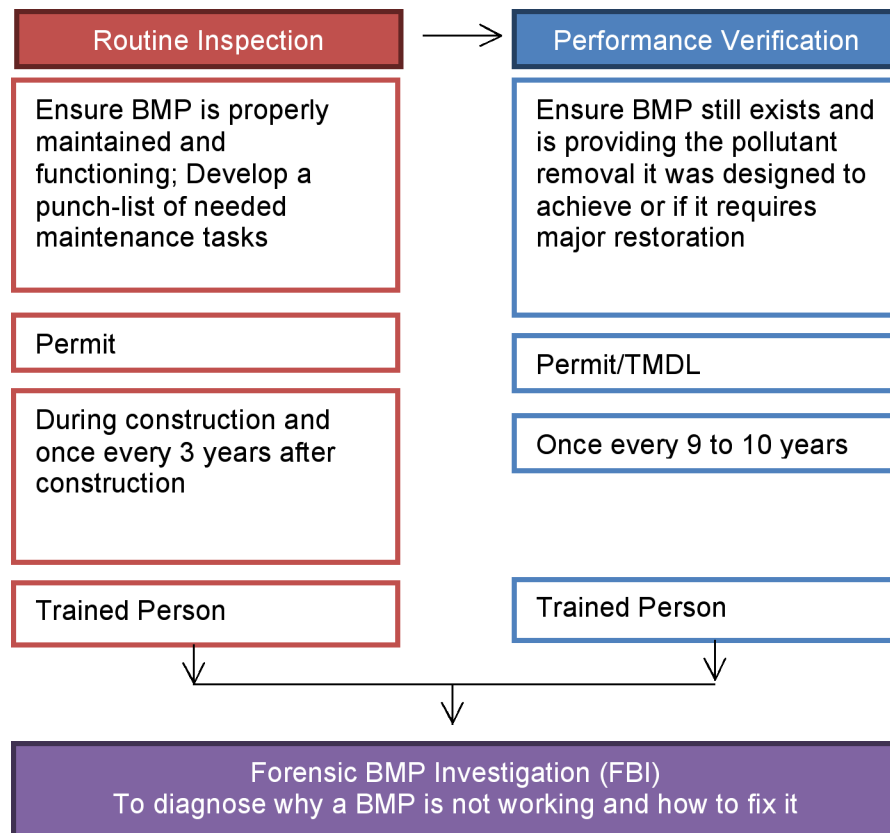 Routine Inspection
Ensure BMP is properly
maintained and
functioning; Develop a
punch-list of needed
maintenance tasks
Permit
During construction and
once every 3 years after
construction
Trained Person
Performance Verification
Ensure BMP still exists and
is providing the pollutant
removal it was designed to
achieve or if it requires
major restoration
Permit/TMDL
Once every 9 to 10 years
Trained Person
Forensic BMP Investigation (FBI)
To diagnose why a BMP is not working and how to fix it